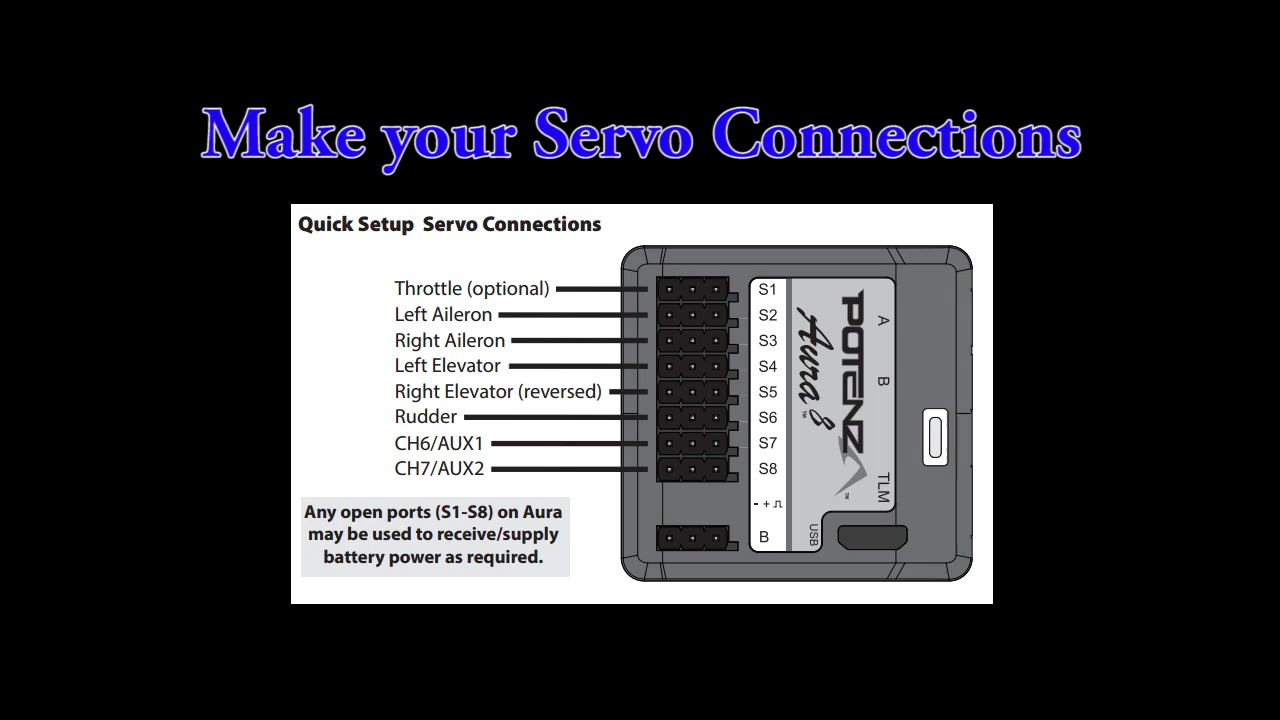 Make your Servo Connections
Quick Setup Servo Connections
Throttle (optional)
Left Aileron
Right Aileron
Left Elevator
Right Elevator (reversed)
Rudder
CH6/AUX1
CH7/AUX2
Any open ports (S1-S8) on Aura
may be used to receive/supply
battery power as required.
S1
S2
S3
S4
S5
S6
S7
S8
- + ⎍
B
POTENZA™
Aura 8™
A
B
TLM
USB